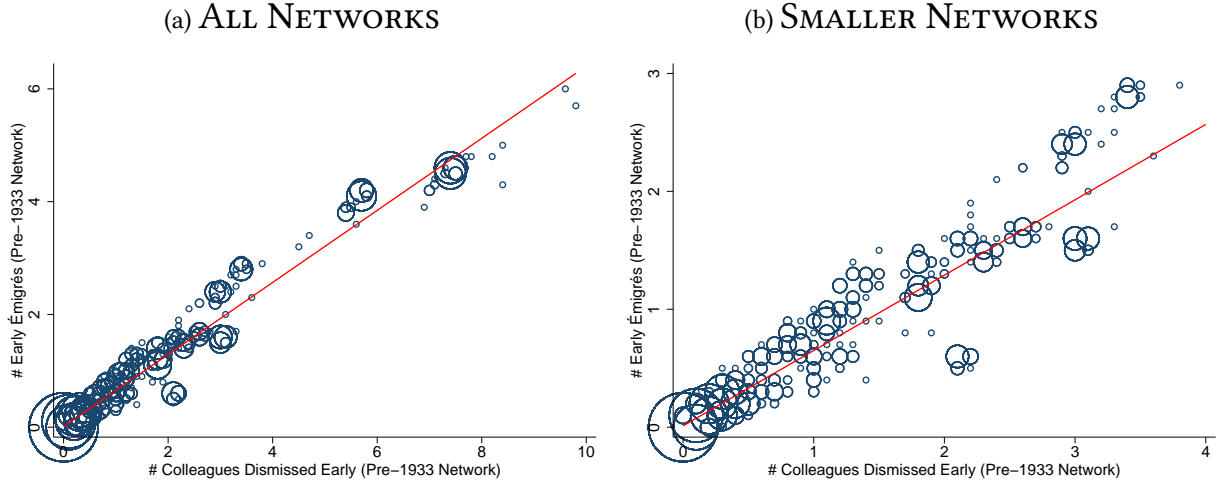 (a) All Networks
6
4
2
0
# Early Émigrés (Pre−1933 Network)
0 2 4 6 8 10
# Colleagues Dismissed Early (Pre−1933 Network)
(b) Smaller Networks
3
2
1
0
# Early Émigrés (Pre−1933 Network)
0 1 2 3 4
# Colleagues Dismissed Early (Pre−1933 Network)